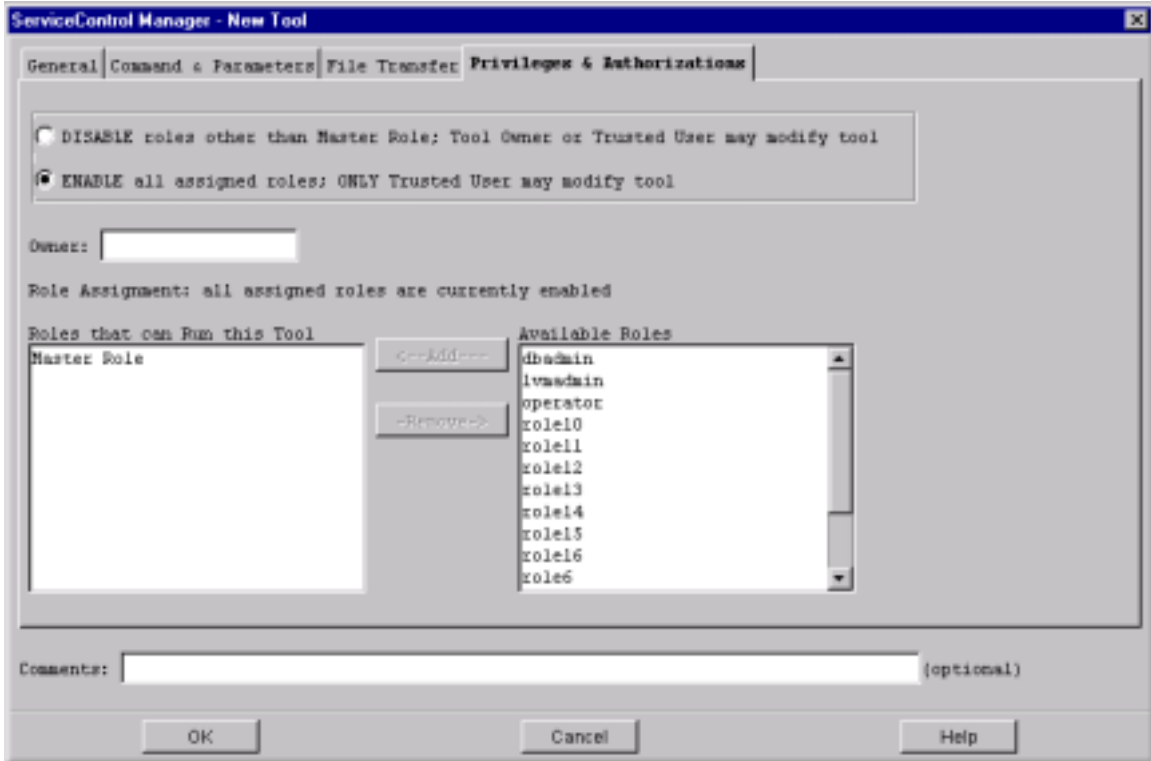 ServiceControl Manager - New Tool
General Command & Parameters File Transfer Privileges & Authorizations
DISABLE roles other than Master Role; Tool Owner or Trusted User may modify tool
ENABLE all assigned roles; ONLY Trusted User may modify tool
Owner:
Role Assignment: all assigned roles are currently enabled
Roles that can Run this Tool
Master Role
<--Add---
-Remove->
Available Roles
dbadmin
lvmadmin
operator
role10
role11
role12
role13
role14
role15
role16
role6
Comments: (optional)
OK Cancel Help